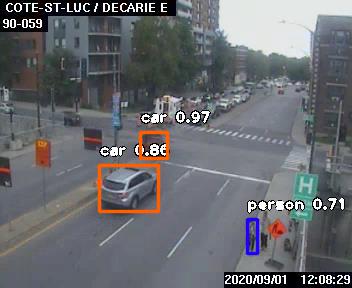 COTE-ST-LUC / DECARIE E
90-059
car 0.97
car 0.86
H
person 0.71
2020/09/01 12:08:29